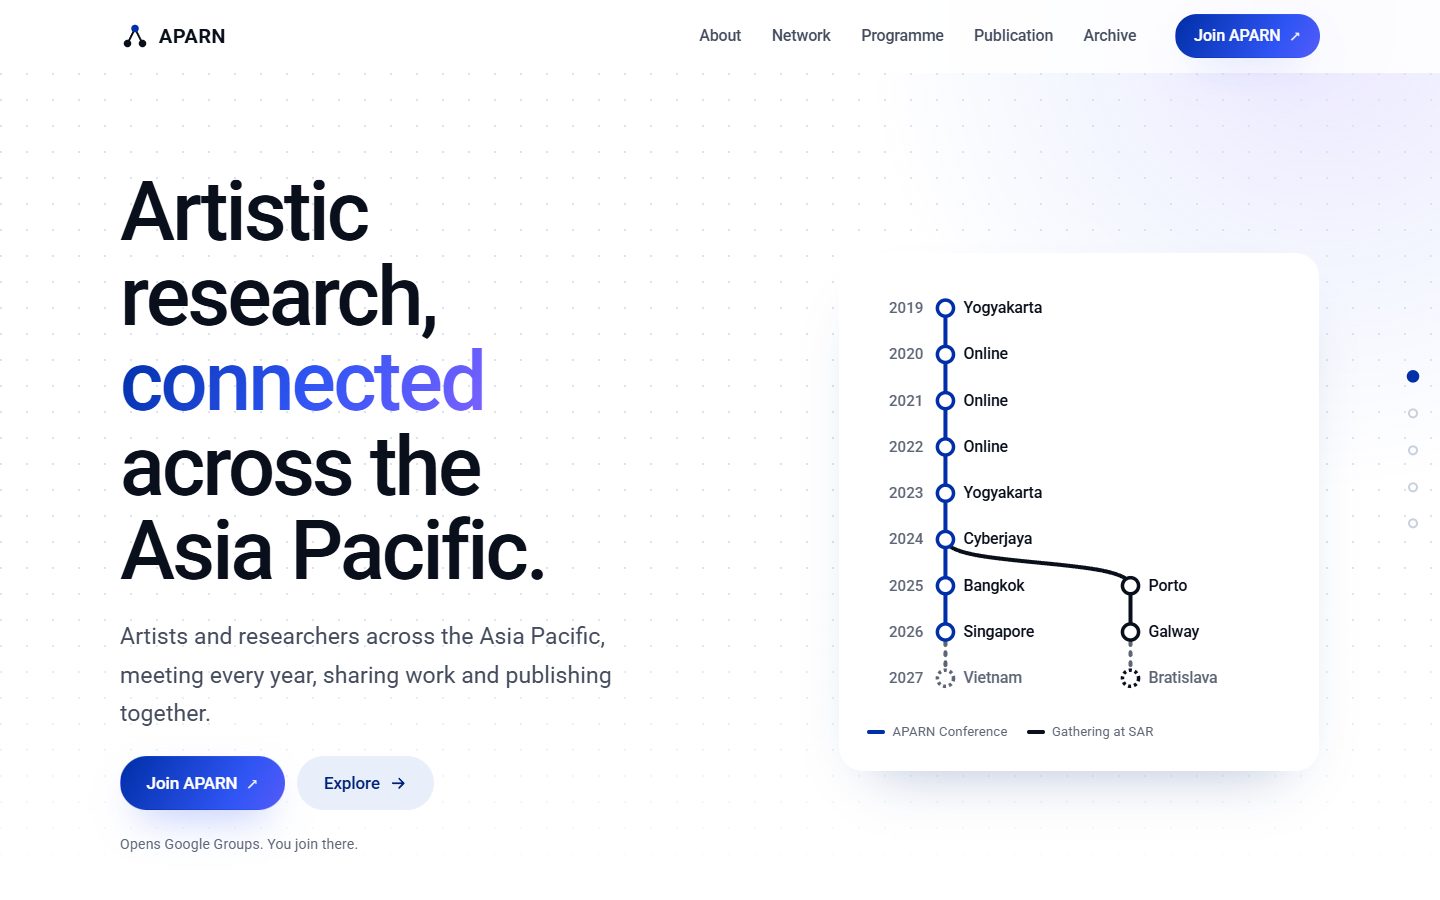 APARN
About Network Programme Publication Archive Join APARN ↗
Artistic
research,
connected
across the
Asia Pacific.
Artists and researchers across the Asia Pacific,
meeting every year, sharing work and publishing
together.
Join APARN ↗ Explore →
Opens Google Groups. You join there.
2019 Yogyakarta
2020 Online
2021 Online
2022 Online
2023 Yogyakarta
2024 Cyberjaya
2025 Bangkok Porto
2026 Singapore Galway
2027 Vietnam Bratislava
APARN Conference Gathering at SAR